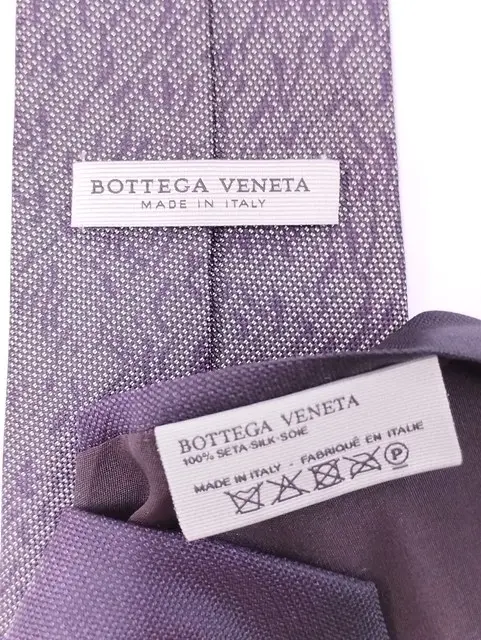 BOTTEGA VENETA
MADE IN ITALY
BOTTEGA VENETA
100% SETA-SILK-SOIE
MADE IN ITALY - FABRIQUÉ EN ITALIE
P